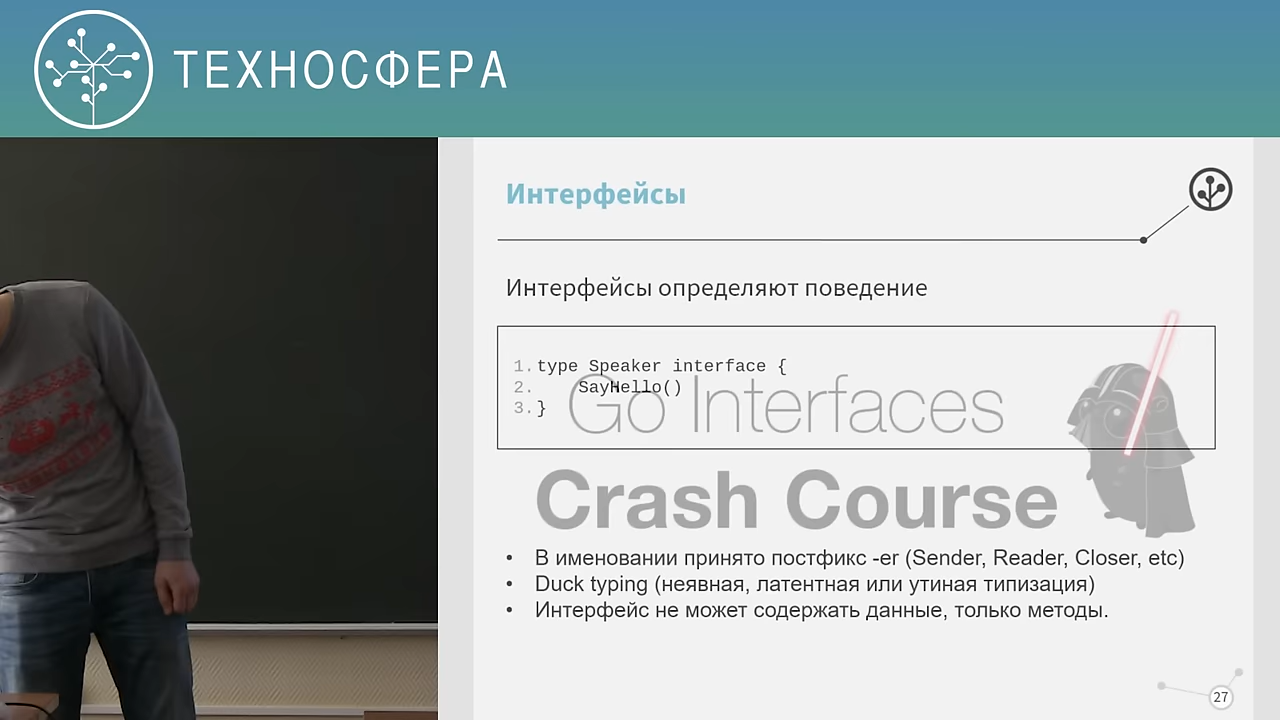 ТЕХНОСФЕРА
Интерфейсы
Интерфейсы определяют поведение
1. type Speaker interface {
2.     SayHello()
3. }
Go Interfaces
Crash Course
• В именовании принято постфикс -er (Sender, Reader, Closer, etc)
• Duck typing (неявная, латентная или утиная типизация)
• Интерфейс не может содержать данные, только методы.
27